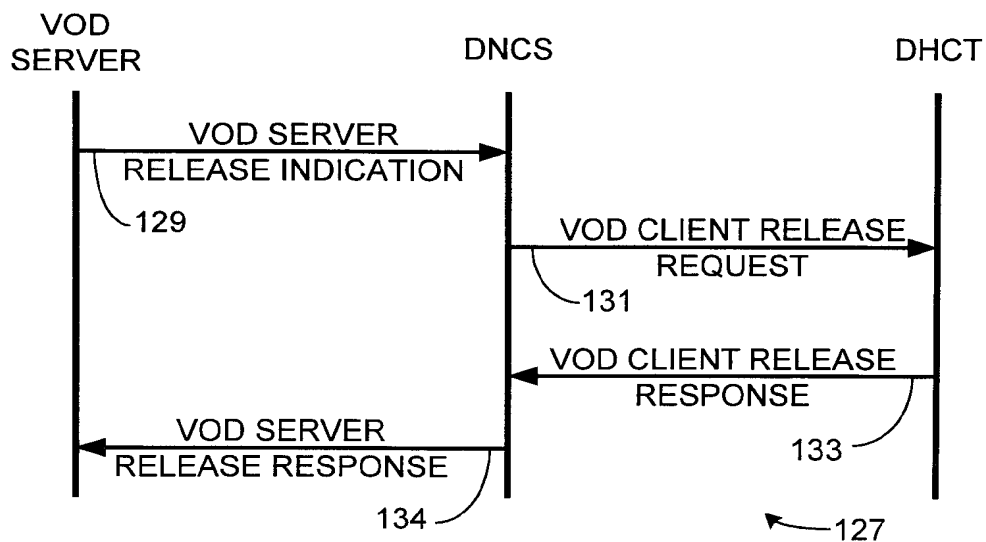 VOD
SERVER
DNCS
DHCT
VOD SERVER
RELEASE INDICATION
129
VOD CLIENT RELEASE
REQUEST
131
VOD CLIENT RELEASE
RESPONSE
133
VOD SERVER
RELEASE RESPONSE
134
127